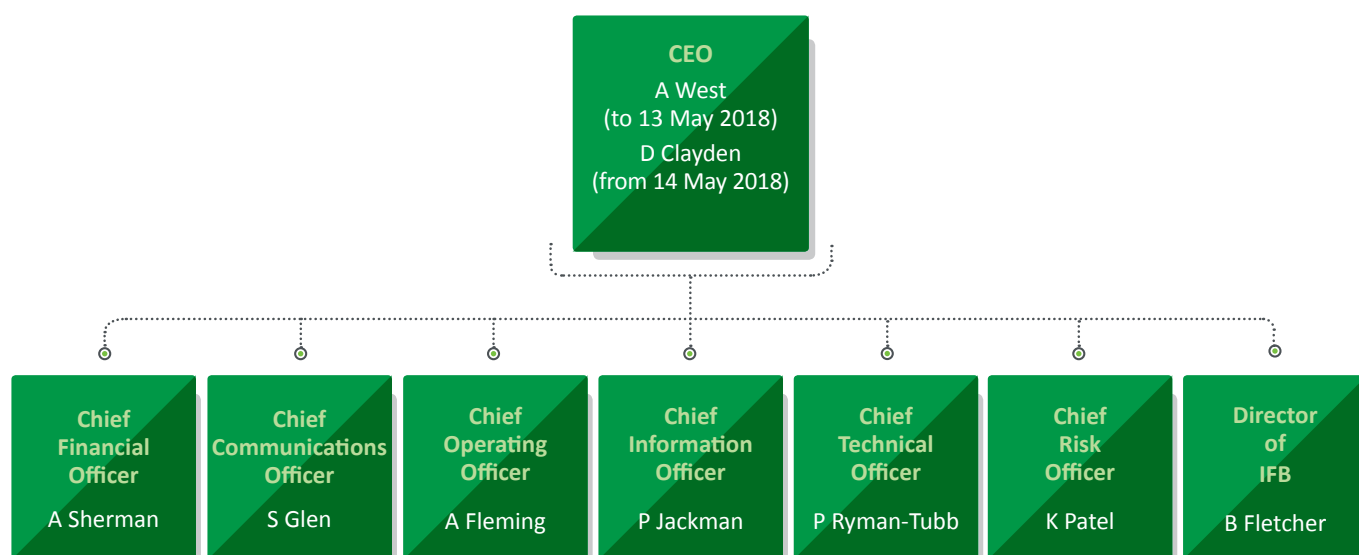 CEO
A West
(to 13 May 2018)
D Clayden
(from 14 May 2018)
Chief
Financial
Officer
A Sherman
Chief
Communications
Officer
S Glen
Chief
Operating
Officer
A Fleming
Chief
Information
Officer
P Jackman
Chief
Technical
Officer
P Ryman-Tubb
Chief
Risk
Officer
K Patel
Director
of
IFB
B Fletcher